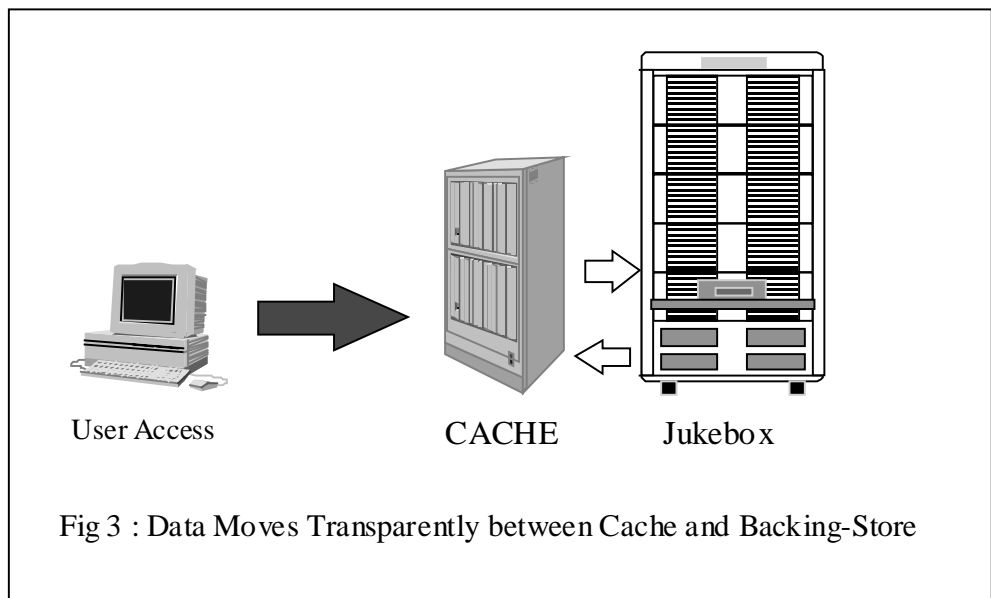 User Access
CACHE
Jukebox
Fig 3 : Data Moves Transparently between Cache and Backing-Store